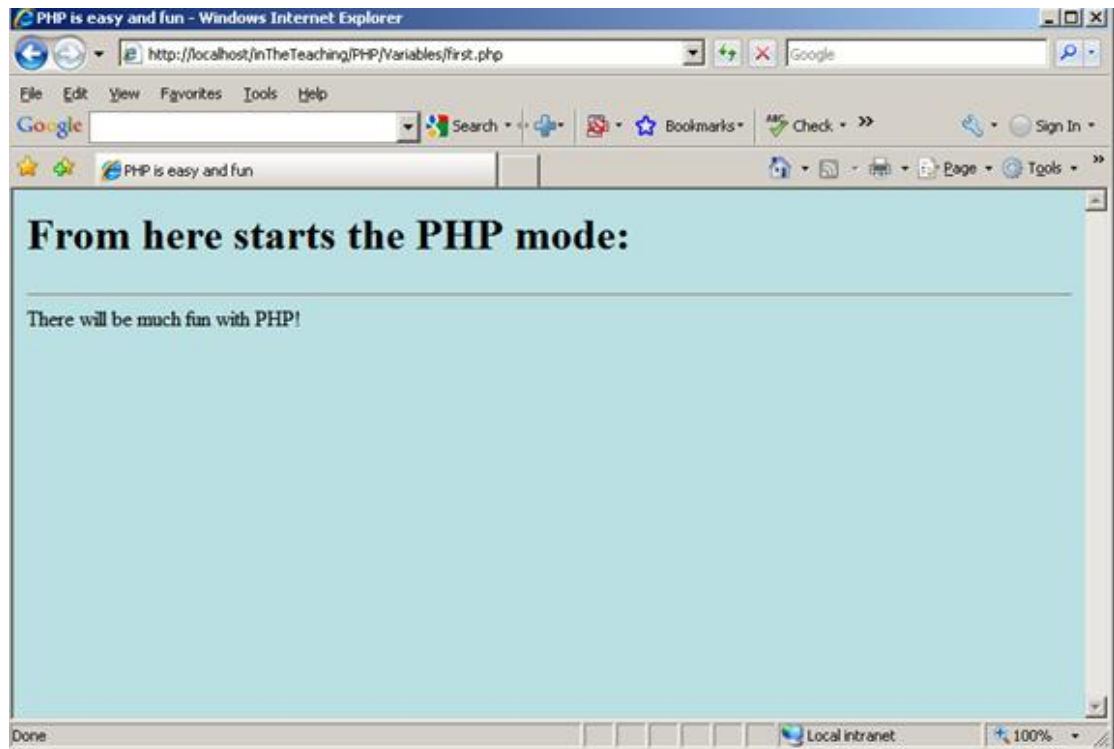 PHP is easy and fun - Windows Internet Explorer
http://localhost/inTheTeaching/PHP/Variables/first.php
Google
File Edit View Favorites Tools Help
Google Search Bookmarks ABC Check Sign In
PHP is easy and fun Page Tools
From here starts the PHP mode:
There will be much fun with PHP!
Done Local intranet 100%